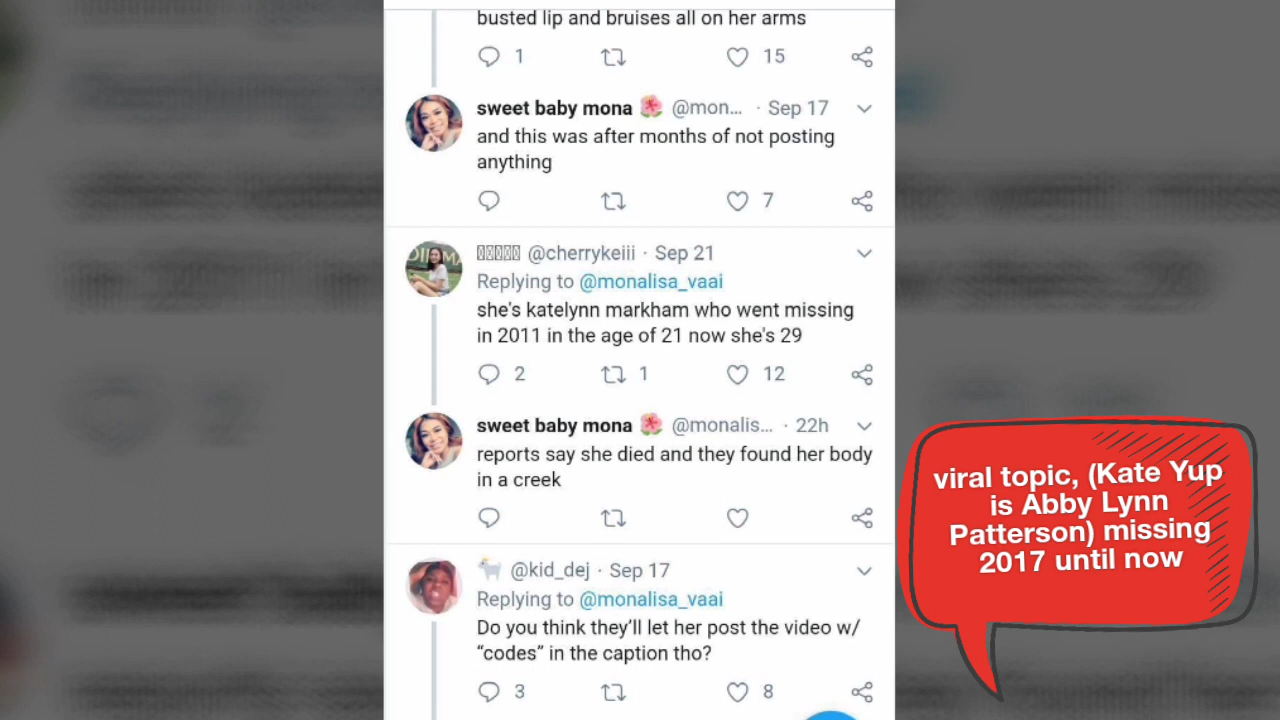 busted lip and bruises all on her arms
1 15
sweet baby mona 🌺 @mon... · Sep 17
and this was after months of not posting
anything
7
@cherrykeiii · Sep 21
Replying to @monalisa_vaai
she's katelynn markham who went missing
in 2011 in the age of 21 now she's 29
2 1 12
sweet baby mona 🌺 @monalis... · 22h
reports say she died and they found her body
in a creek
@kid_dej · Sep 17
Replying to @monalisa_vaai
Do you think they'll let her post the video w/
“codes” in the caption tho?
3 8
viral topic, (Kate Yup
is Abby Lynn
Patterson) missing
2017 until now